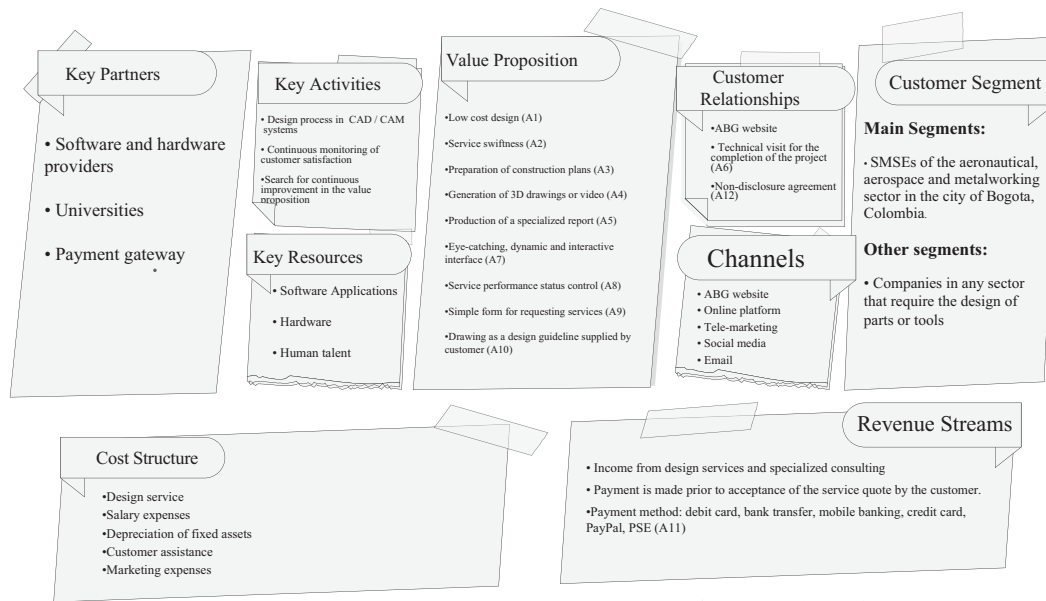 Key Partners
• Software and hardware
providers
• Universities
• Payment gateway
•
Key Activities
• Design process in CAD / CAM
systems
• Continuous monitoring of
customer satisfaction
•Search for continuous
improvement in the value
proposition
Key Resources
• Software Applications
• Hardware
• Human talent
Value Proposition
•Low cost design (A1)
•Service swiftness (A2)
•Preparation of construction plans (A3)
•Generation of 3D drawings or video (A4)
•Production of a specialized report (A5)
•Eye-catching, dynamic and interactive
interface (A7)
•Service performance status control (A8)
•Simple form for requesting services (A9)
•Drawing as a design guideline supplied by
customer (A10)
Customer
Relationships
•ABG website
• Technical visit for the
completion of the project
(A6)
•Non-disclosure agreement
(A12)
Channels
• ABG website
• Online platform
• Tele-marketing
• Social media
• Email
Customer Segment
Main Segments:
• SMSEs of the aeronautical,
aerospace and metalworking
sector in the city of Bogota,
Colombia.
Other segments:
• Companies in any sector
that require the design of
parts or tools
Cost Structure
•Design service
•Salary expenses
•Depreciation of fixed assets
•Customer assistance
•Marketing expenses
Revenue Streams
• Income from design services and specialized consulting
• Payment is made prior to acceptance of the service quote by the customer.
•Payment method: debit card, bank transfer, mobile banking, credit card,
PayPal, PSE (A11)